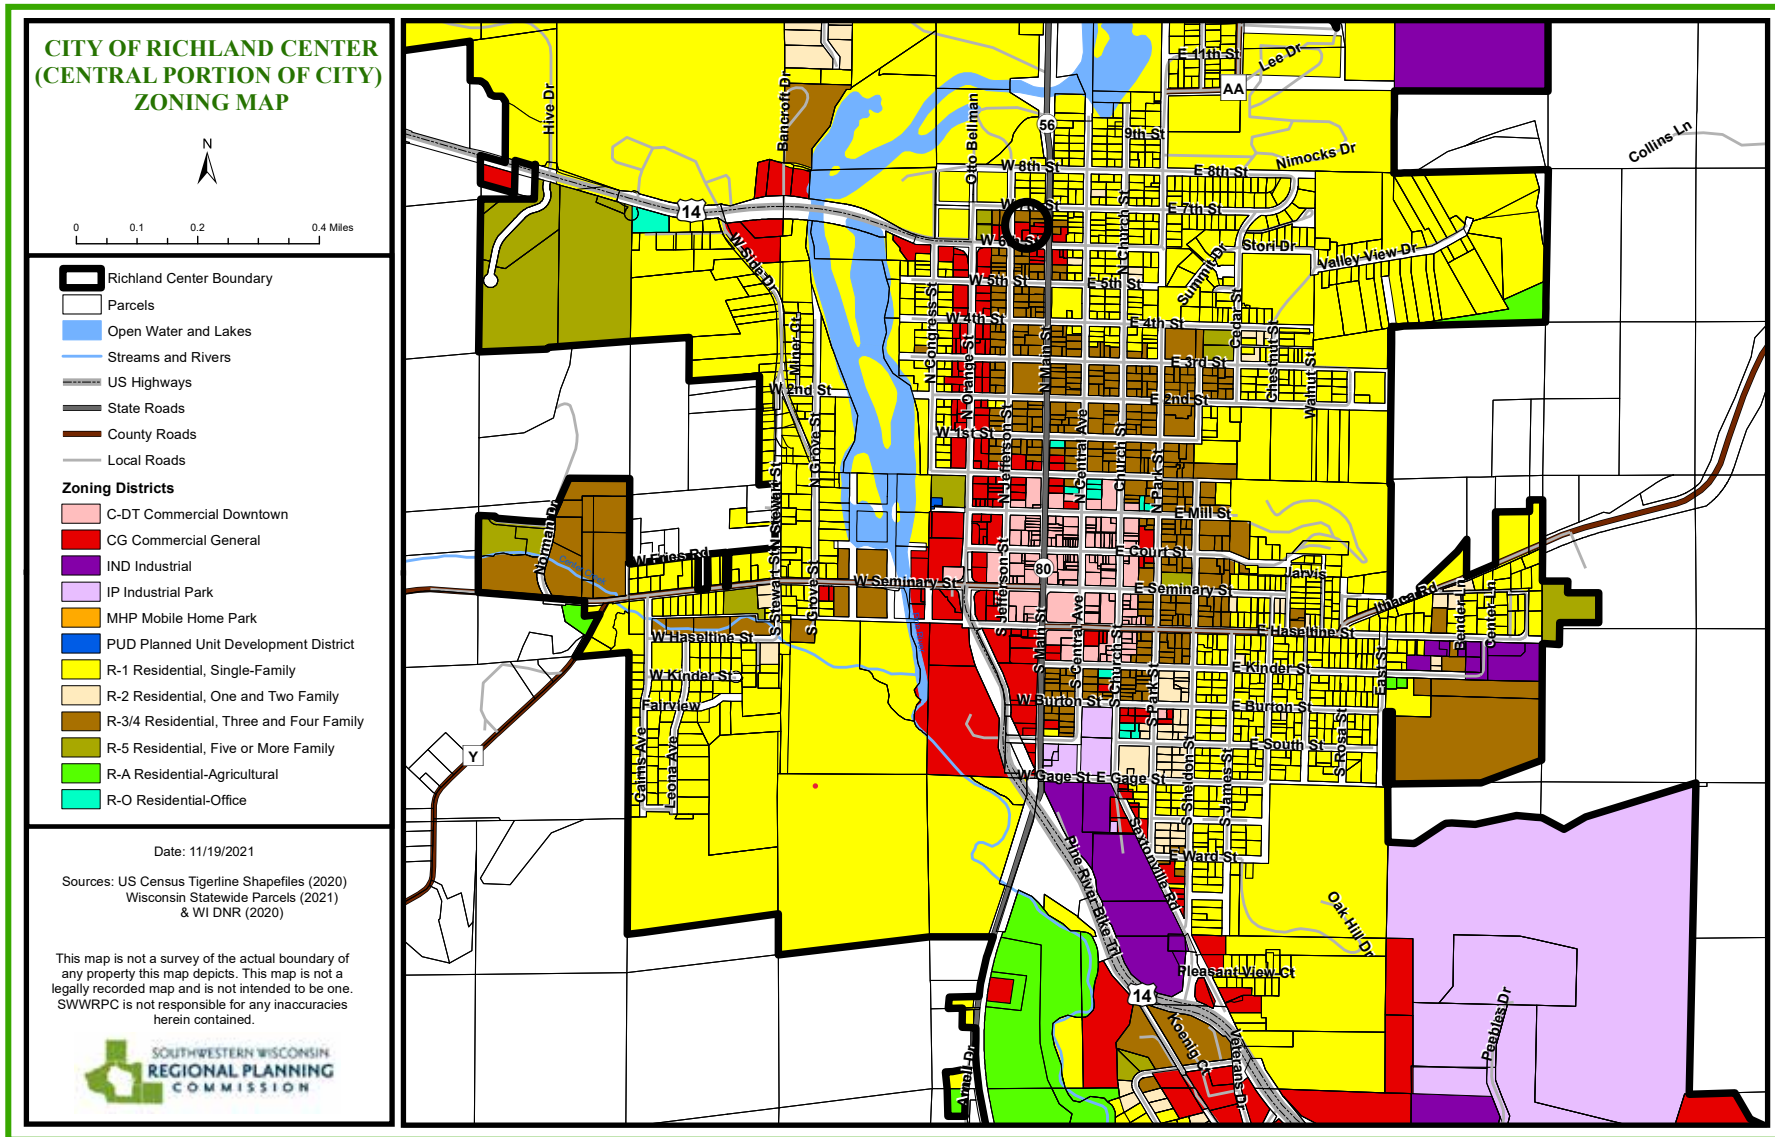 CITY OF RICHLAND CENTER
(CENTRAL PORTION OF CITY)
ZONING MAP
N
0 0.1 0.2 0.4 Miles
Richland Center Boundary
Parcels
Open Water and Lakes
Streams and Rivers
US Highways
State Roads
County Roads
Local Roads
Zoning Districts
C-DT Commercial Downtown
CG Commercial General
IND Industrial
IP Industrial Park
MHP Mobile Home Park
PUD Planned Unit Development District
R-1 Residential, Single-Family
R-2 Residential, One and Two Family
R-3/4 Residential, Three and Four Family
R-5 Residential, Five or More Family
R-A Residential-Agricultural
R-O Residential-Office
Date: 11/19/2021
Sources: US Census Tigerline Shapefiles (2020)
Wisconsin Statewide Parcels (2021)
& WI DNR (2020)
This map is not a survey of the actual boundary of
any property this map depicts. This map is not a
legally recorded map and is not intended to be one.
SWWRPC is not responsible for any inaccuracies
herein contained.
SOUTHWESTERN WISCONSIN
REGIONAL PLANNING
COMMISSION
E 11th St
Lee Dr
AA
Hive Dr
Bancroft Dr
Otto Bellman
56
9th St
Collins Ln
Nimocks Dr
W 8th St
E 8th St
14
E 7th St
W 6th St
N Church St
Stori Dr
Valley View Dr
W Side Dr
Summit Dr
W 5th St
E 5th St
N Congress St
W 4th St
E 4th St
Cedar St
Miner Ct
N Orange St
N Main St
E 3rd St
Chestnut St
Walnut St
W 2nd St
E 2nd St
N Grove St
W 1st St
N Jefferson St
N Central Ave
Church St
N Park St
N Stewart St
E Mill St
Norman Dr
W Fries Rd
Center Creek
E Court St
Jarvis
80
W Seminary St
E Seminary St
Ithaca Rd
Bender Ln
Center Ln
S Stewart St
S Grove St
S Jefferson St
W Haseltine St
E Haseltine St
S Main St
S Central Ave
S Church St
S Park St
W Kinder St
E Kinder St
East St
Fairview
W Burton St
E Burton St
S Rosa St
E South St
Y
Cairns Ave
Leona Ave
W Gage St
E Gage St
S Sheldon St
S James St
Sextonville Rd
E Ward St
Pine River Bike Trl
Oak Hill Dr
Pleasant View Ct
14
Koenig Ct
Veterans Dr
Peebles Dr
Arnell Dr